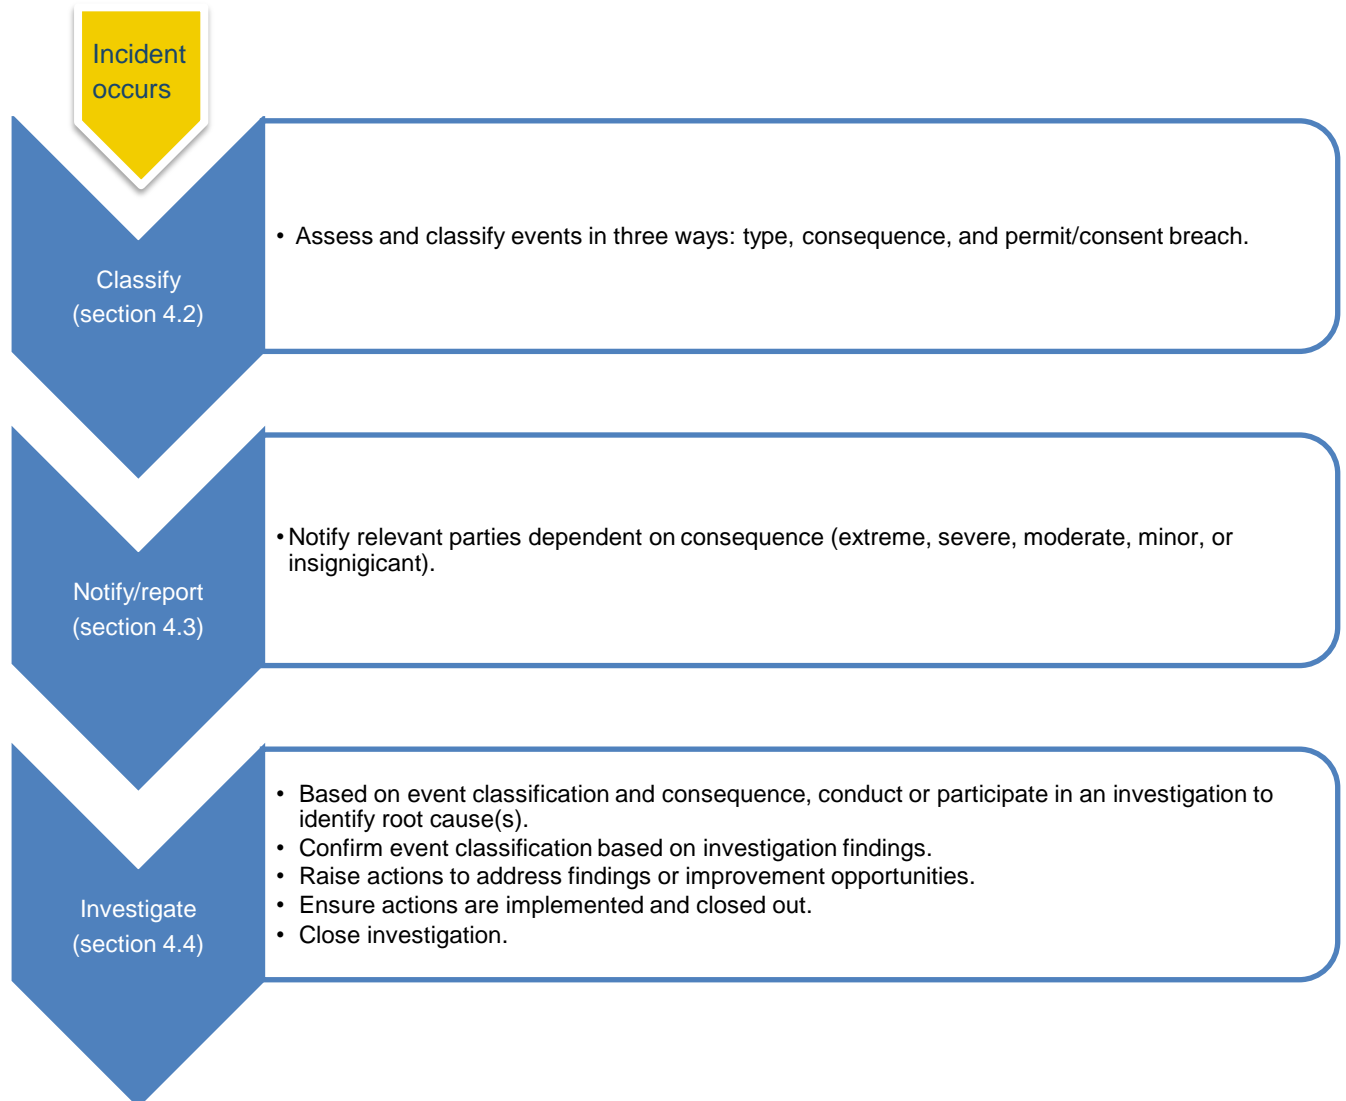 Incident
occurs
Classify
(section 4.2)
• Assess and classify events in three ways: type, consequence, and permit/consent breach.
Notify/report
(section 4.3)
• Notify relevant parties dependent on consequence (extreme, severe, moderate, minor, or
insignigicant).
Investigate
(section 4.4)
• Based on event classification and consequence, conduct or participate in an investigation to
identify root cause(s).
• Confirm event classification based on investigation findings.
• Raise actions to address findings or improvement opportunities.
• Ensure actions are implemented and closed out.
• Close investigation.